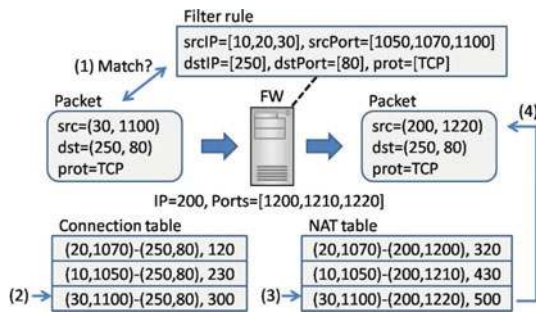 Filter rule
srcIP=[10,20,30], srcPort=[1050,1070,1100]
dstIP=[250], dstPort=[80], prot=[TCP]
(1) Match?
FW
Packet
src=(30, 1100)
dst=(250, 80)
prot=TCP
Packet
src=(200, 1220)
dst=(250, 80)
prot=TCP
(4)
IP=200, Ports=[1200,1210,1220]
Connection table
(20,1070)-(250,80), 120
(10,1050)-(250,80), 230
(2)
(30,1100)-(250,80), 300
NAT table
(20,1070)-(200,1200), 320
(10,1050)-(200,1210), 430
(3)
(30,1100)-(200,1220), 500